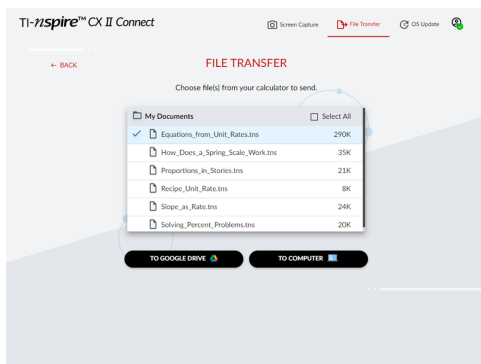 TI-nspire™ CX II Connect
Screen Capture
File Transfer
OS Update
← BACK
FILE TRANSFER
Choose file(s) from your calculator to send.
My Documents
Select All
Equations_from_Unit_Rates.tns 290K
How_Does_a_Spring_Scale_Work.tns 35K
Proportions_in_Stories.tns 21K
Recipe_Unit_Rate.tns 8K
Slope_as_Rate.tns 24K
Solving_Percent_Problems.tns 20K
TO GOOGLE DRIVE
TO COMPUTER